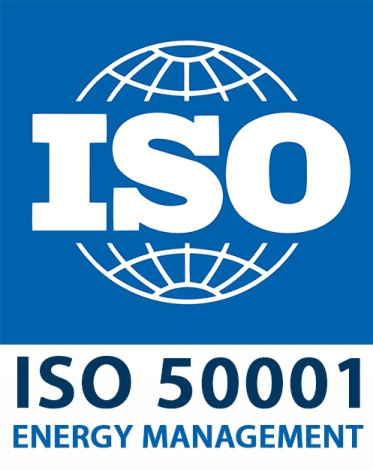 ISO
ISO 50001
ENERGY MANAGEMENT